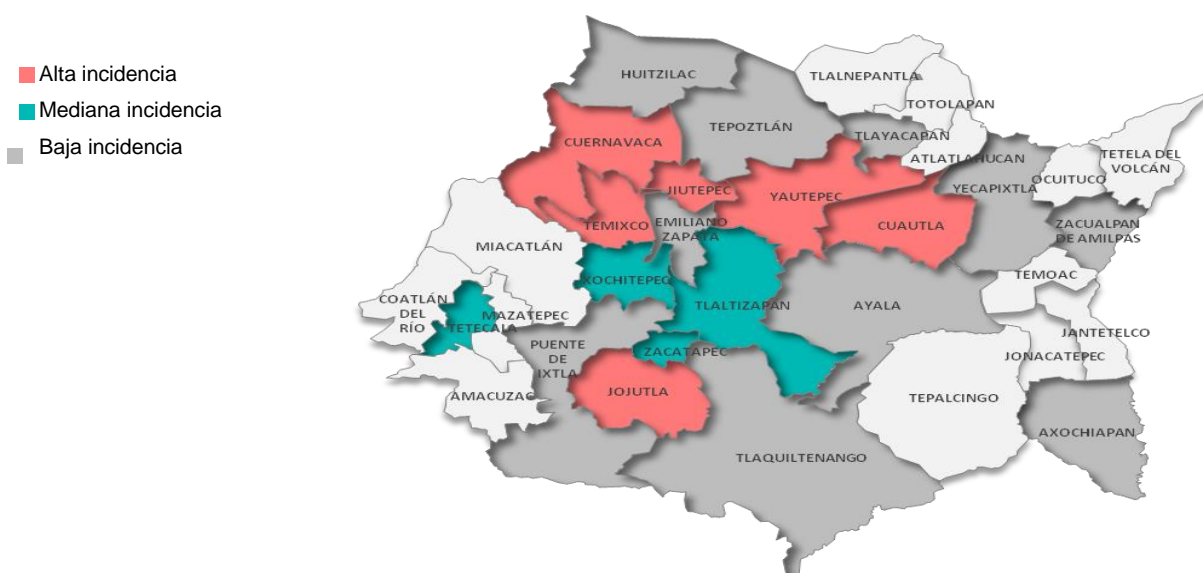 Alta incidencia
Mediana incidencia
Baja incidencia
HUITZILAC
TLALNEPANTLA
TOTOLAPAN
TEPOZTLÁN
TLAYACAPAN
CUERNAVACA
ATLATLAHUCAN
TETELA DEL
VOLCÁN
OCUITUCO
YECAPIXTLA
JIUTEPEC
YAUTEPEC
TEMIXCO
EMILIANO
ZAPATA
CUAUTLA
ZACUALPAN
DE AMILPAS
MIACATLÁN
XOCHITEPEC
TEMOAC
COATLÁN
DEL
RÍO
TLALTIZAPÁN
AYALA
MAZATEPEC
TETECALA
JANTETELCO
PUENTE
DE
IXTLA
ZACATAPEC
JONACATEPEC
AMACUZAC
JOJUTLA
TEPALCINGO
AXOCHIAPAN
TLAQUILTENANGO